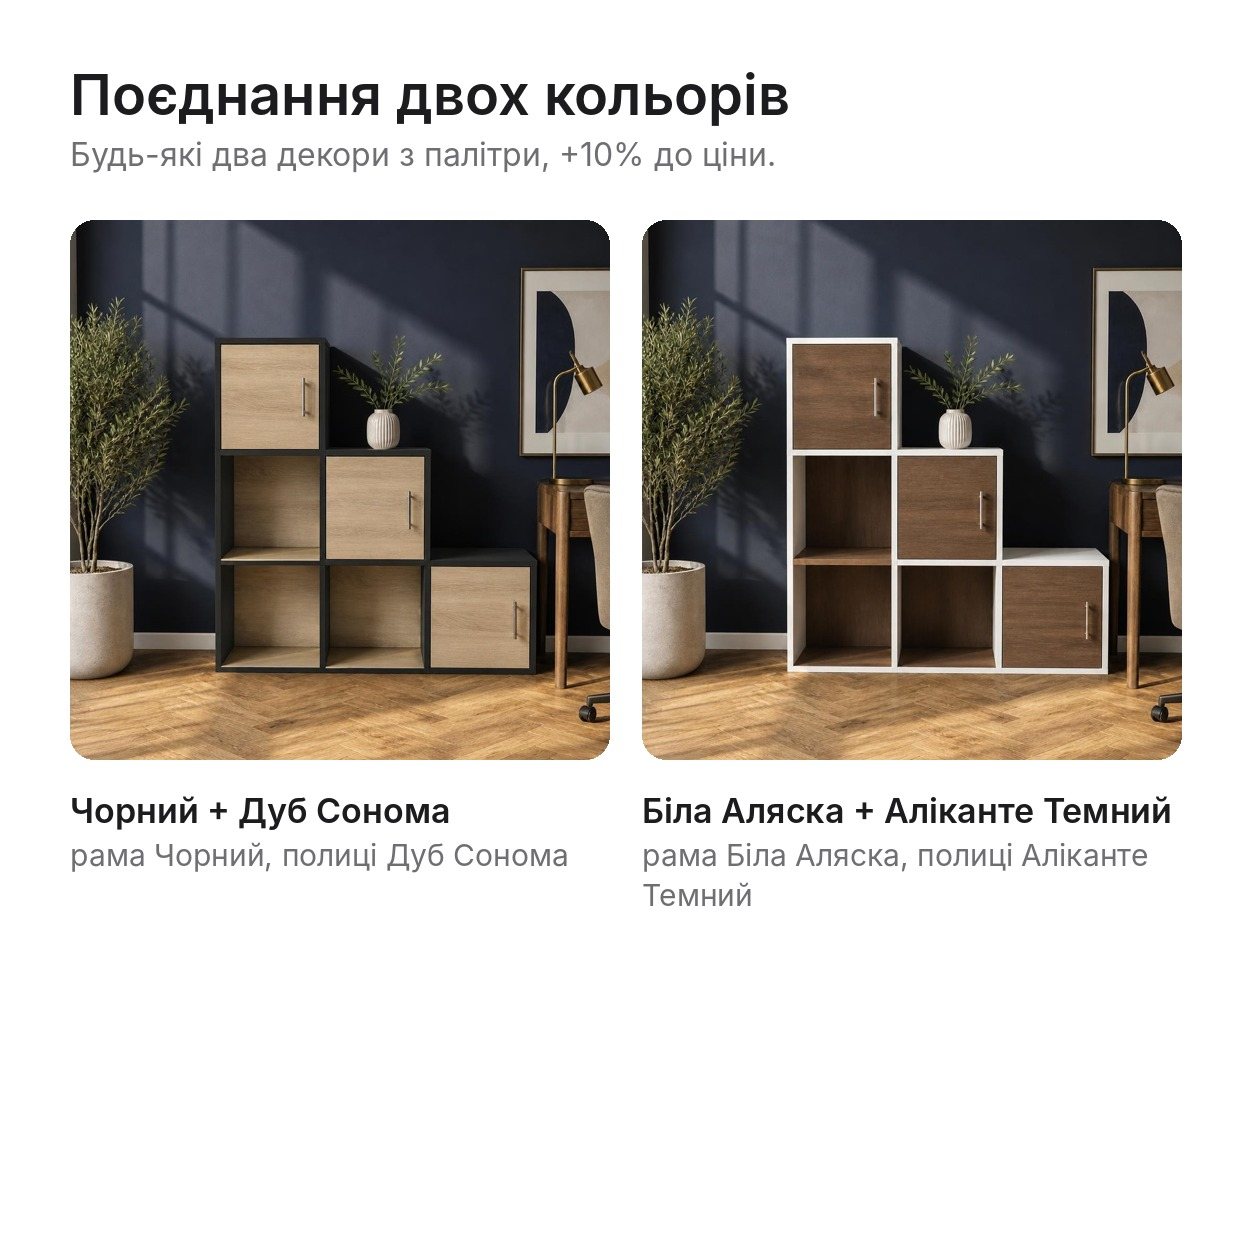 Поєднання двох кольорів
Будь-які два декори з палітри, +10% до ціни.
Чорний + Дуб Сонома
рама Чорний, полиці Дуб Сонома
Біла Аляска + Аліканте Темний
рама Біла Аляска, полиці Аліканте
Темний